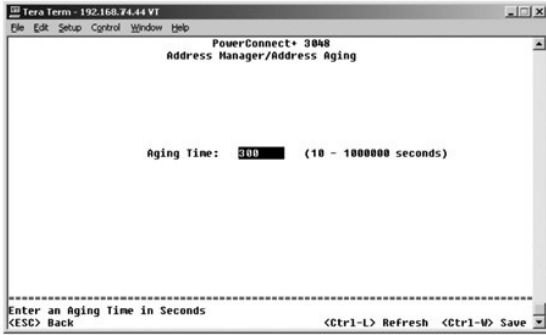 Tera Term - 192.168.74.44 VT
File Edit Setup Control Window Help
PowerConnect+ 3048
Address Manager/Address Aging
Aging Time: 300 (10 - 1000000 seconds)
Enter an Aging Time in Seconds
<ESC> Back <Ctrl-L> Refresh <Ctrl-W> Save